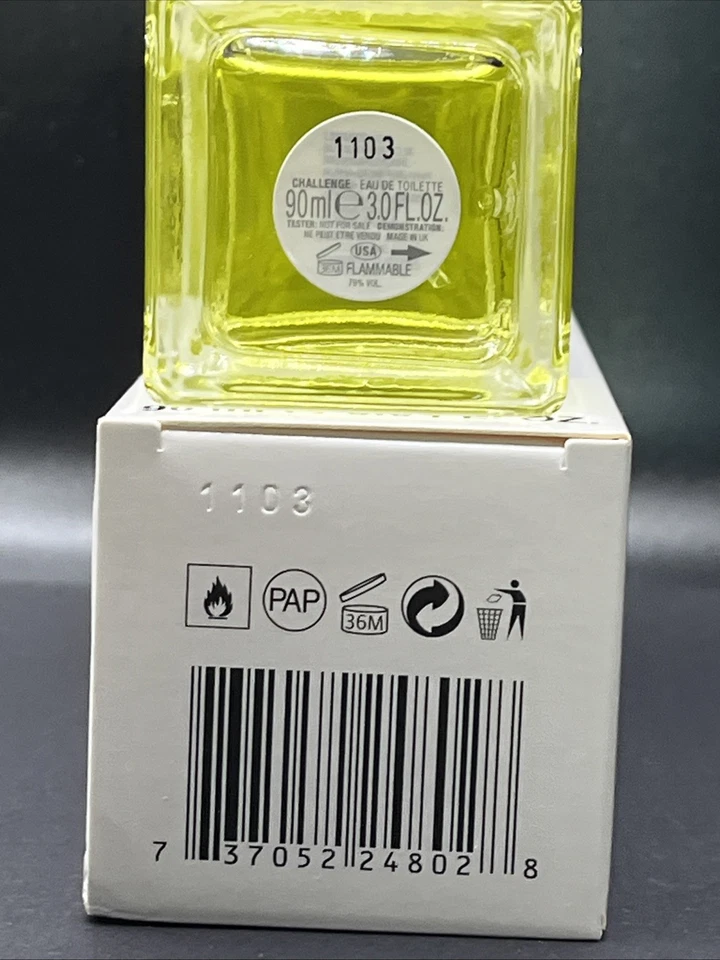 1103
CHALLENGE EAU DE TOILETTE
90ml e 3.0 FL.OZ.
TESTER: NOT FOR SALE DEMONSTRATION:
NE PEUT ETRE VENDU MADE IN UK
USA
36M FLAMMABLE
79% VOL.
1103
PAP
36M
7 37052 24802 8